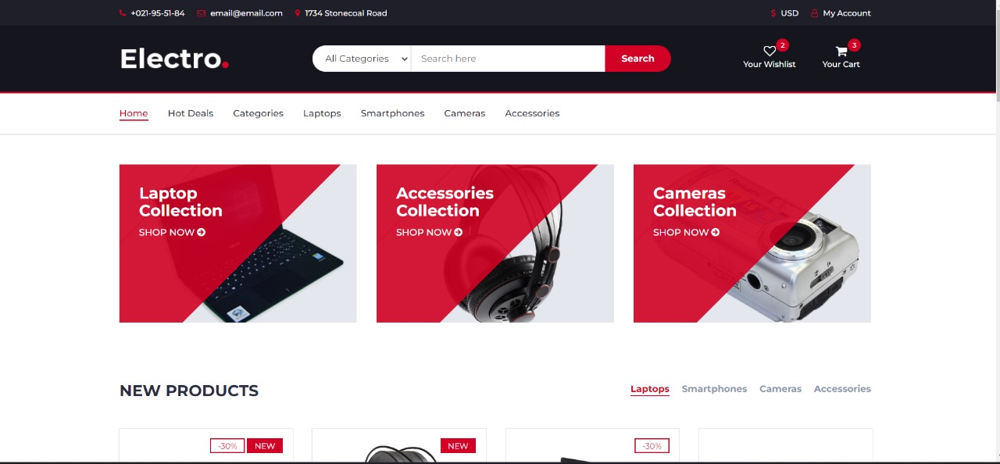 +021-95-51-84 email@email.com 1734 Stonecoal Road $ USD My Account
Electro. All Categories Search here Search 2 Your Wishlist 3 Your Cart
Home Hot Deals Categories Laptops Smartphones Cameras Accessories
Laptop
Collection
SHOP NOW
Accessories
Collection
SHOP NOW
Cameras
Collection
SHOP NOW
NEW PRODUCTS Laptops Smartphones Cameras Accessories
-30% NEW NEW -30%